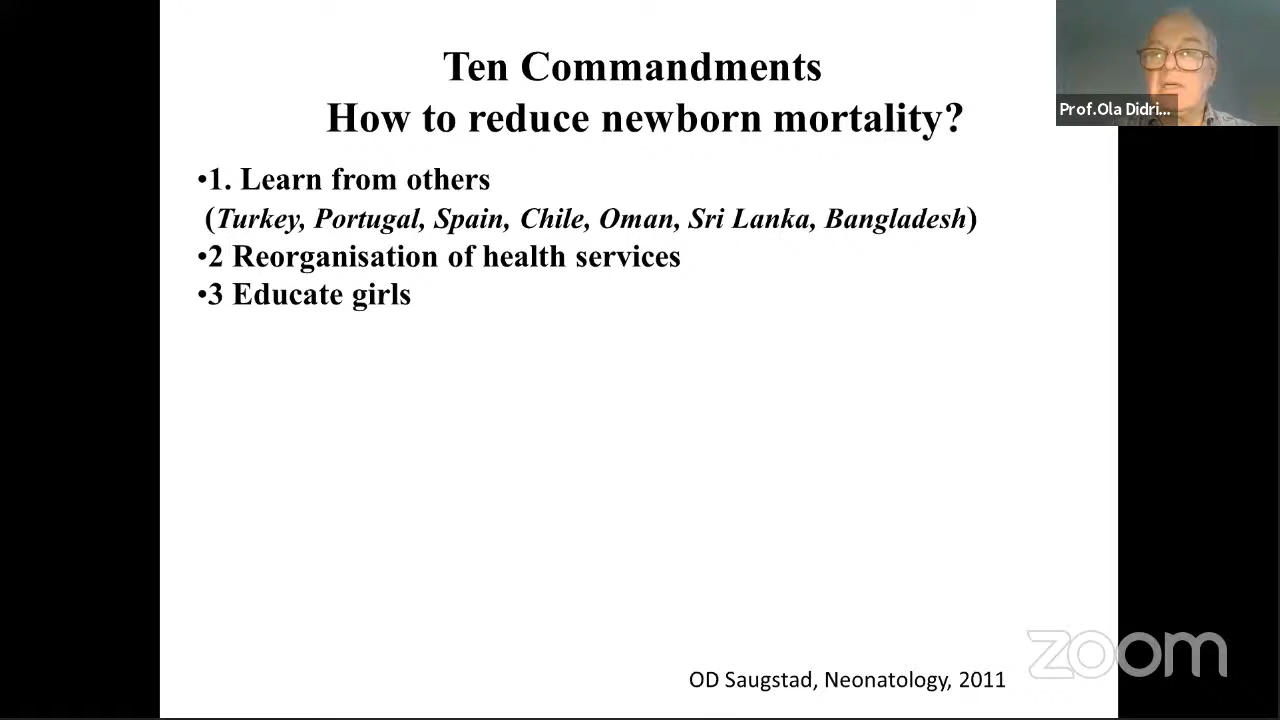 Ten Commandments
How to reduce newborn mortality?
•1. Learn from others
(Turkey, Portugal, Spain, Chile, Oman, Sri Lanka, Bangladesh)
•2 Reorganisation of health services
•3 Educate girls
OD Saugstad, Neonatology, 2011
Prof.Ola Didri...
zoom